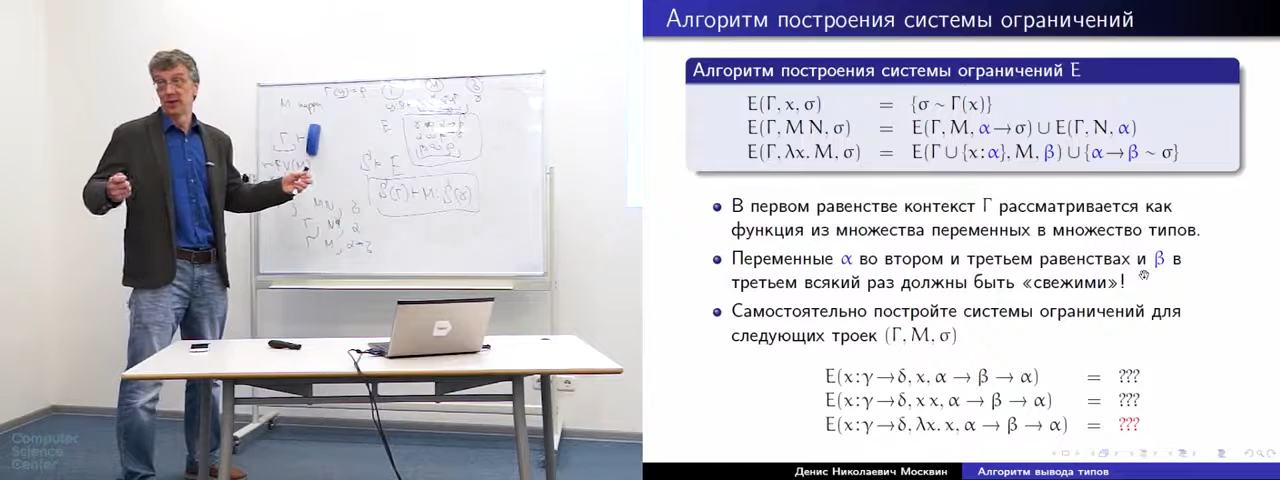 Алгоритм построения системы ограничений
Алгоритм построения системы ограничений E
E(Γ, x, σ) = {σ ∼ Γ(x)}
E(Γ, M N, σ) = E(Γ, M, α→σ) ∪ E(Γ, N, α)
E(Γ, λx. M, σ) = E(Γ ∪ {x:α}, M, β) ∪ {α→β ∼ σ}
В первом равенстве контекст Γ рассматривается как
функция из множества переменных в множество типов.
Переменные α во втором и третьем равенствах и β в
третьем всякий раз должны быть «свежими»!
Самостоятельно постройте системы ограничений для
следующих троек (Γ, M, σ)
E(x:γ→δ, x, α → β → α) = ???
E(x:γ→δ, x x, α → β → α) = ???
E(x:γ→δ, λx. x, α → β → α) = ???
Денис Николаевич Москвин Алгоритм вывода типов
Computer
Science
Center